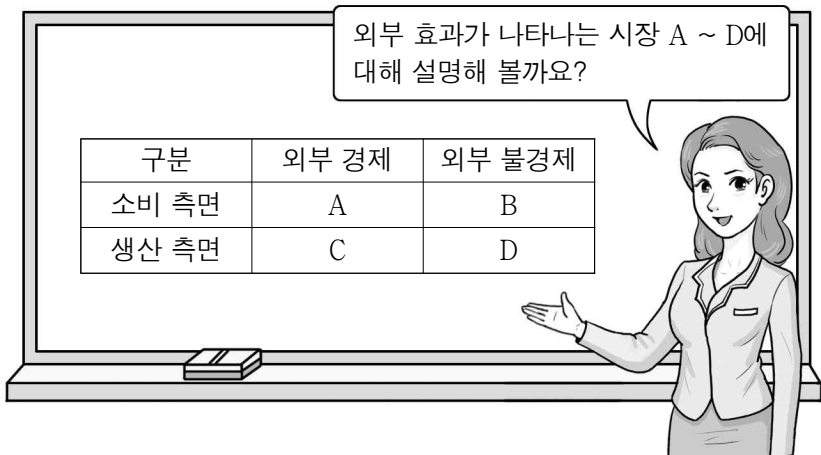 외부 효과가 나타나는 시장 A ~ D에
대해 설명해 볼까요?
구분 외부 경제 외부 불경제
소비 측면 A B
생산 측면 C D